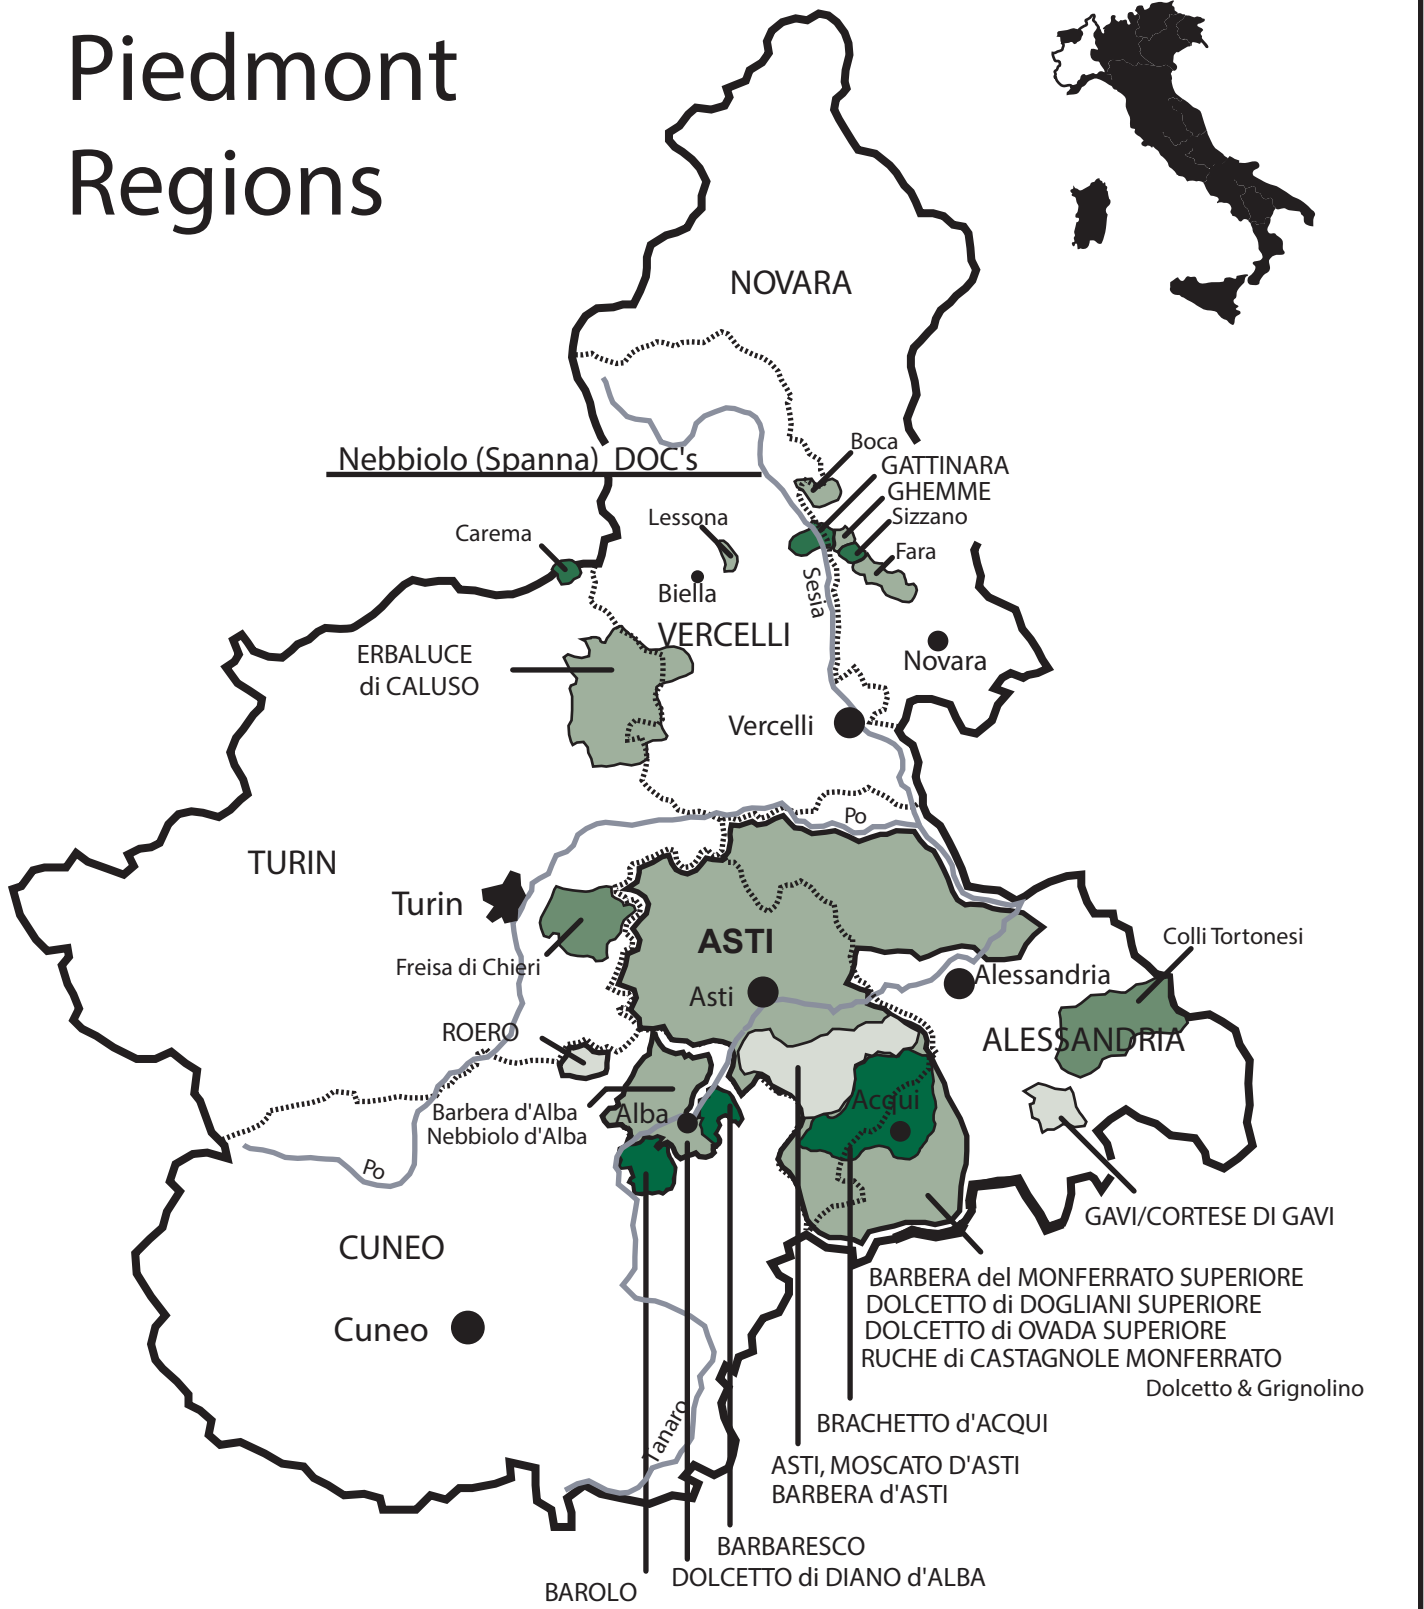 Piedmont
Regions
NOVARA
Nebbiolo (Spanna) DOC's
Boca
GATTINARA
GHEMME
Sizzano
Fara
Lessona
Carema
Biella
Sesia
VERCELLI
ERBALUCE
di CALUSO
Novara
Vercelli
Po
TURIN
Turin
ASTI
Colli Tortonesi
Freisa di Chieri
Asti
Alessandria
ROERO
ALESSANDRIA
Barbera d'Alba
Nebbiolo d'Alba
Alba
Acqui
Po
GAVI/CORTESE DI GAVI
CUNEO
BARBERA del MONFERRATO SUPERIORE
DOLCETTO di DOGLIANI SUPERIORE
DOLCETTO di OVADA SUPERIORE
RUCHE di CASTAGNOLE MONFERRATO
Dolcetto & Grignolino
Cuneo
Tanaro
BRACHETTO d'ACQUI
ASTI, MOSCATO D'ASTI
BARBERA d'ASTI
BARBARESCO
DOLCETTO di DIANO d'ALBA
BAROLO